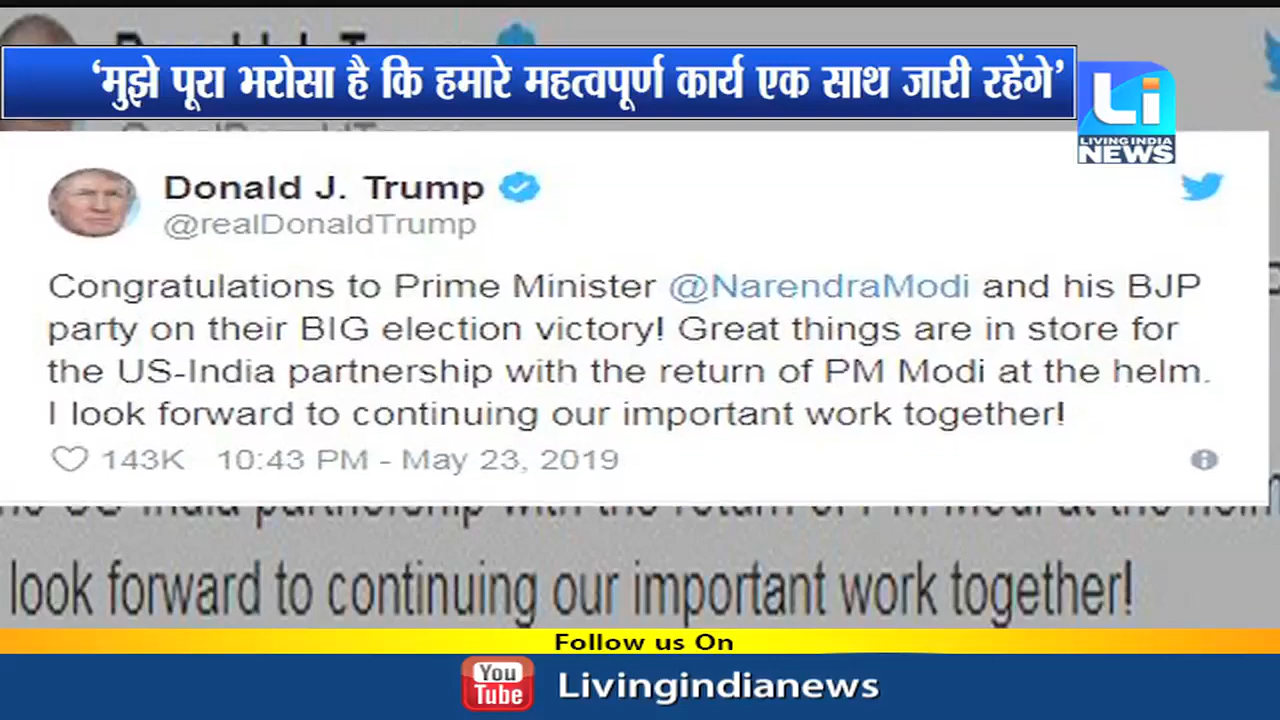 ‘मुझे पूरा भरोसा है कि हमारे महत्वपूर्ण कार्य एक साथ जारी रहेंगे’
Li
LIVING INDIA
NEWS
Donald J. Trump
@realDonaldTrump
Congratulations to Prime Minister @NarendraModi and his BJP
party on their BIG election victory! Great things are in store for
the US-India partnership with the return of PM Modi at the helm.
I look forward to continuing our important work together!
143K 10:43 PM - May 23, 2019
look forward to continuing our important work together!
Follow us On
You
Tube
Livingindianews